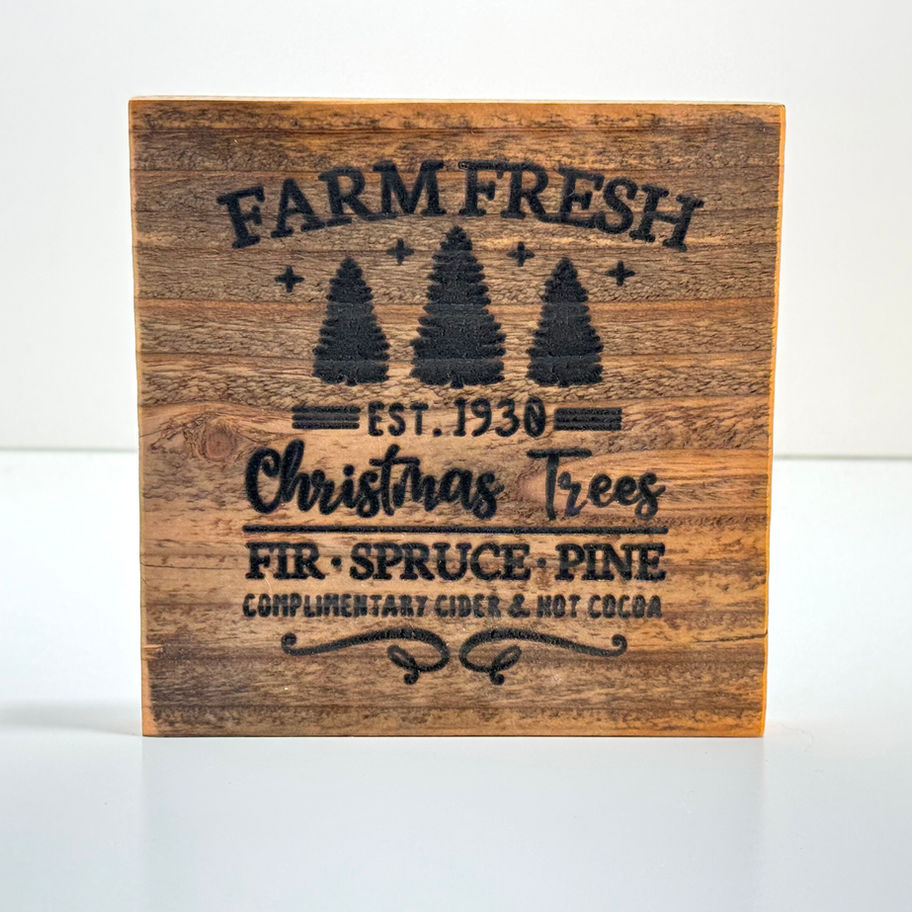 FARM FRESH
EST. 1930
Christmas Trees
FIR · SPRUCE · PINE
COMPLIMENTARY CIDER & HOT COCOA